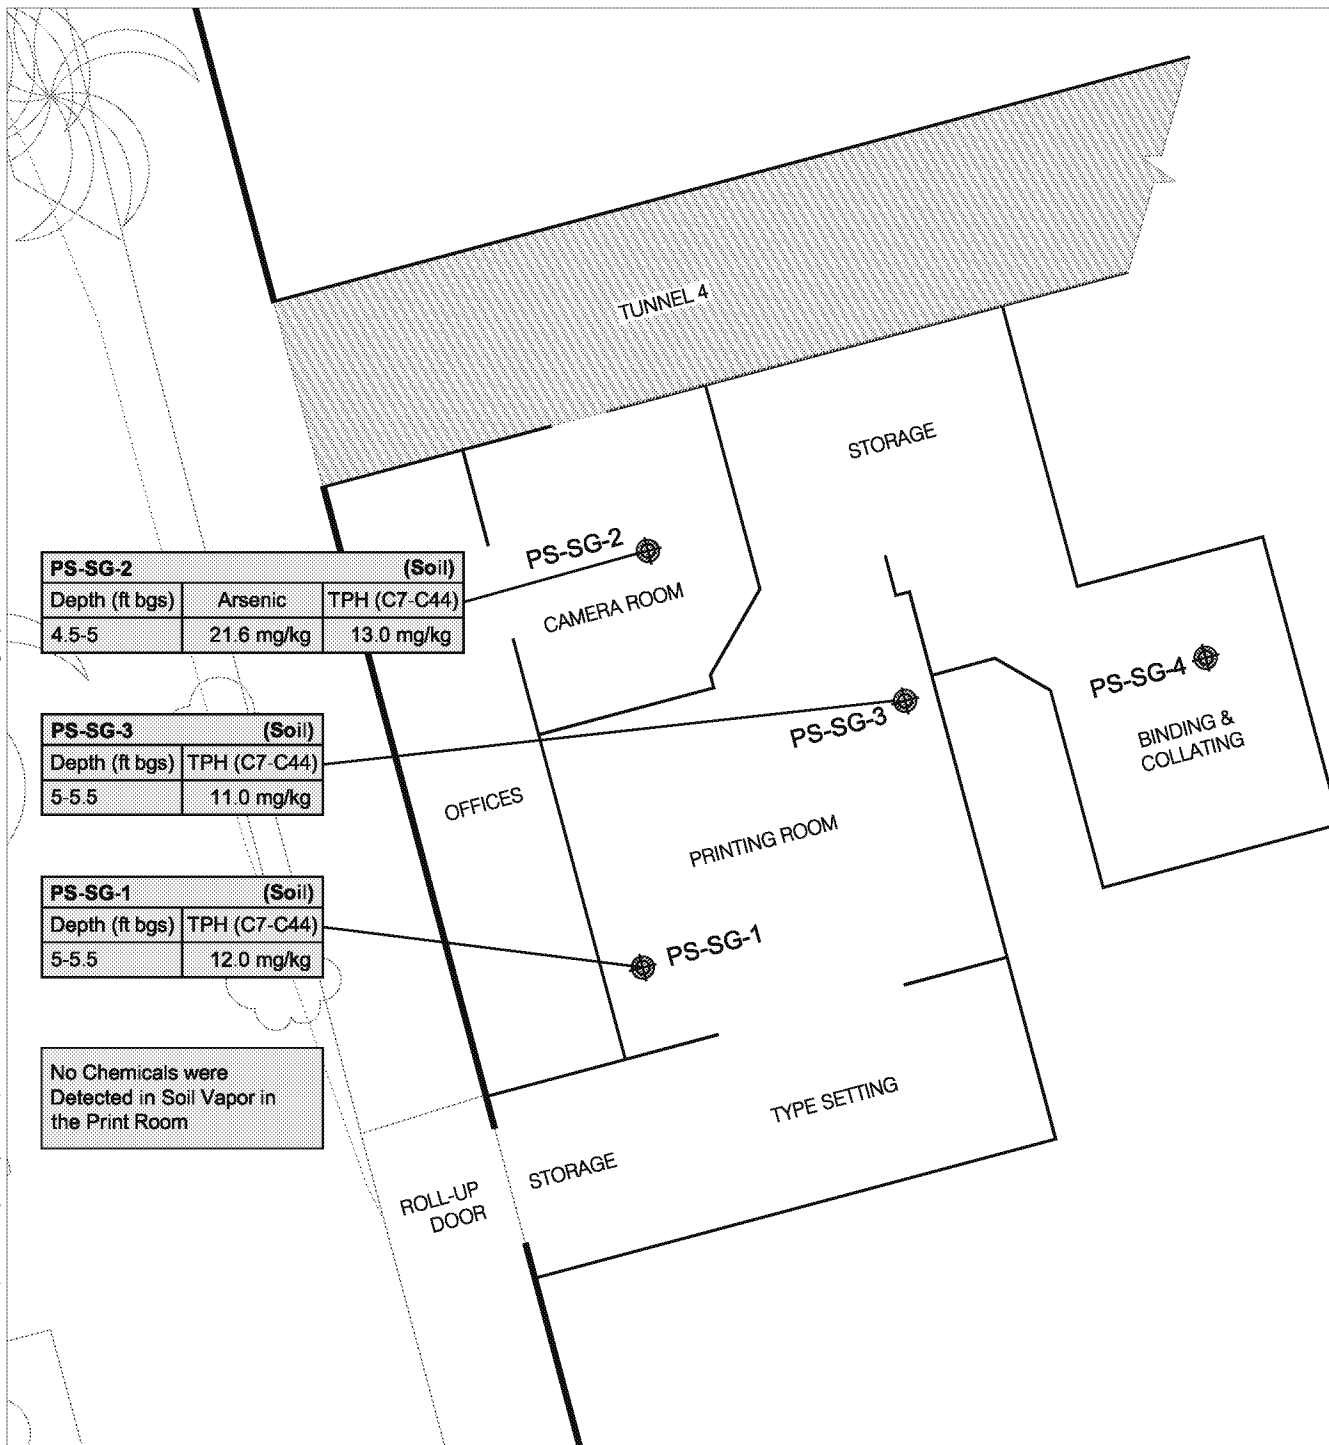 TUNNEL 4
STORAGE
PS-SG-2
CAMERA ROOM
PS-SG-2 (Soil)
Depth (ft bgs) Arsenic TPH (C7-C44)
4.5-5 21.6 mg/kg 13.0 mg/kg
PS-SG-4
BINDING &
COLLATING
PS-SG-3
PS-SG-3 (Soil)
Depth (ft bgs) TPH (C7-C44)
5-5.5 11.0 mg/kg
OFFICES
PRINTING ROOM
PS-SG-1 (Soil)
Depth (ft bgs) TPH (C7-C44)
5-5.5 12.0 mg/kg
PS-SG-1
No Chemicals were
Detected in Soil Vapor in
the Print Room
TYPE SETTING
STORAGE
ROLL-UP
DOOR